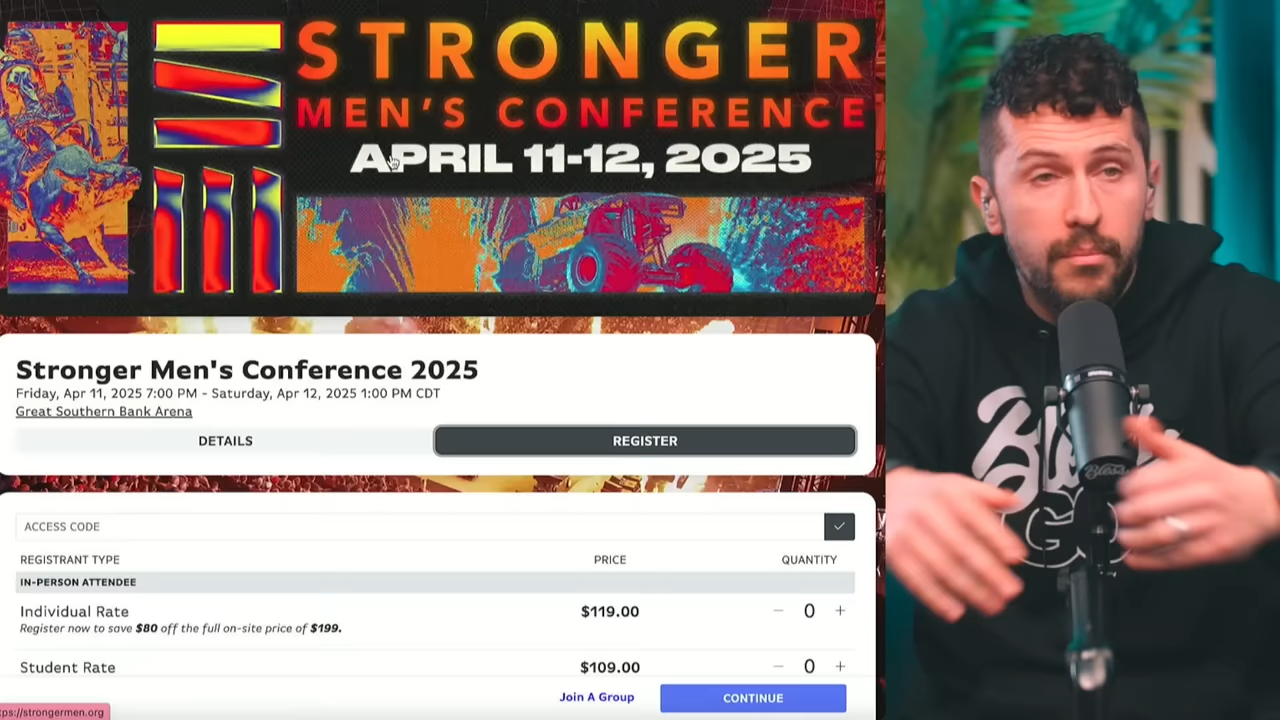 STRONGER
MEN'S CONFERENCE
APRIL 11-12, 2025
Stronger Men's Conference 2025
Friday, Apr 11, 2025 7:00 PM - Saturday, Apr 12, 2025 1:00 PM CDT
Great Southern Bank Arena
DETAILS REGISTER
ACCESS CODE
REGISTRANT TYPE PRICE QUANTITY
IN-PERSON ATTENDEE
Individual Rate $119.00 0
Register now to save $80 off the full on-site price of $199.
Student Rate $109.00 0
Join A Group CONTINUE
tps://strongermen.org
Bless
GOD